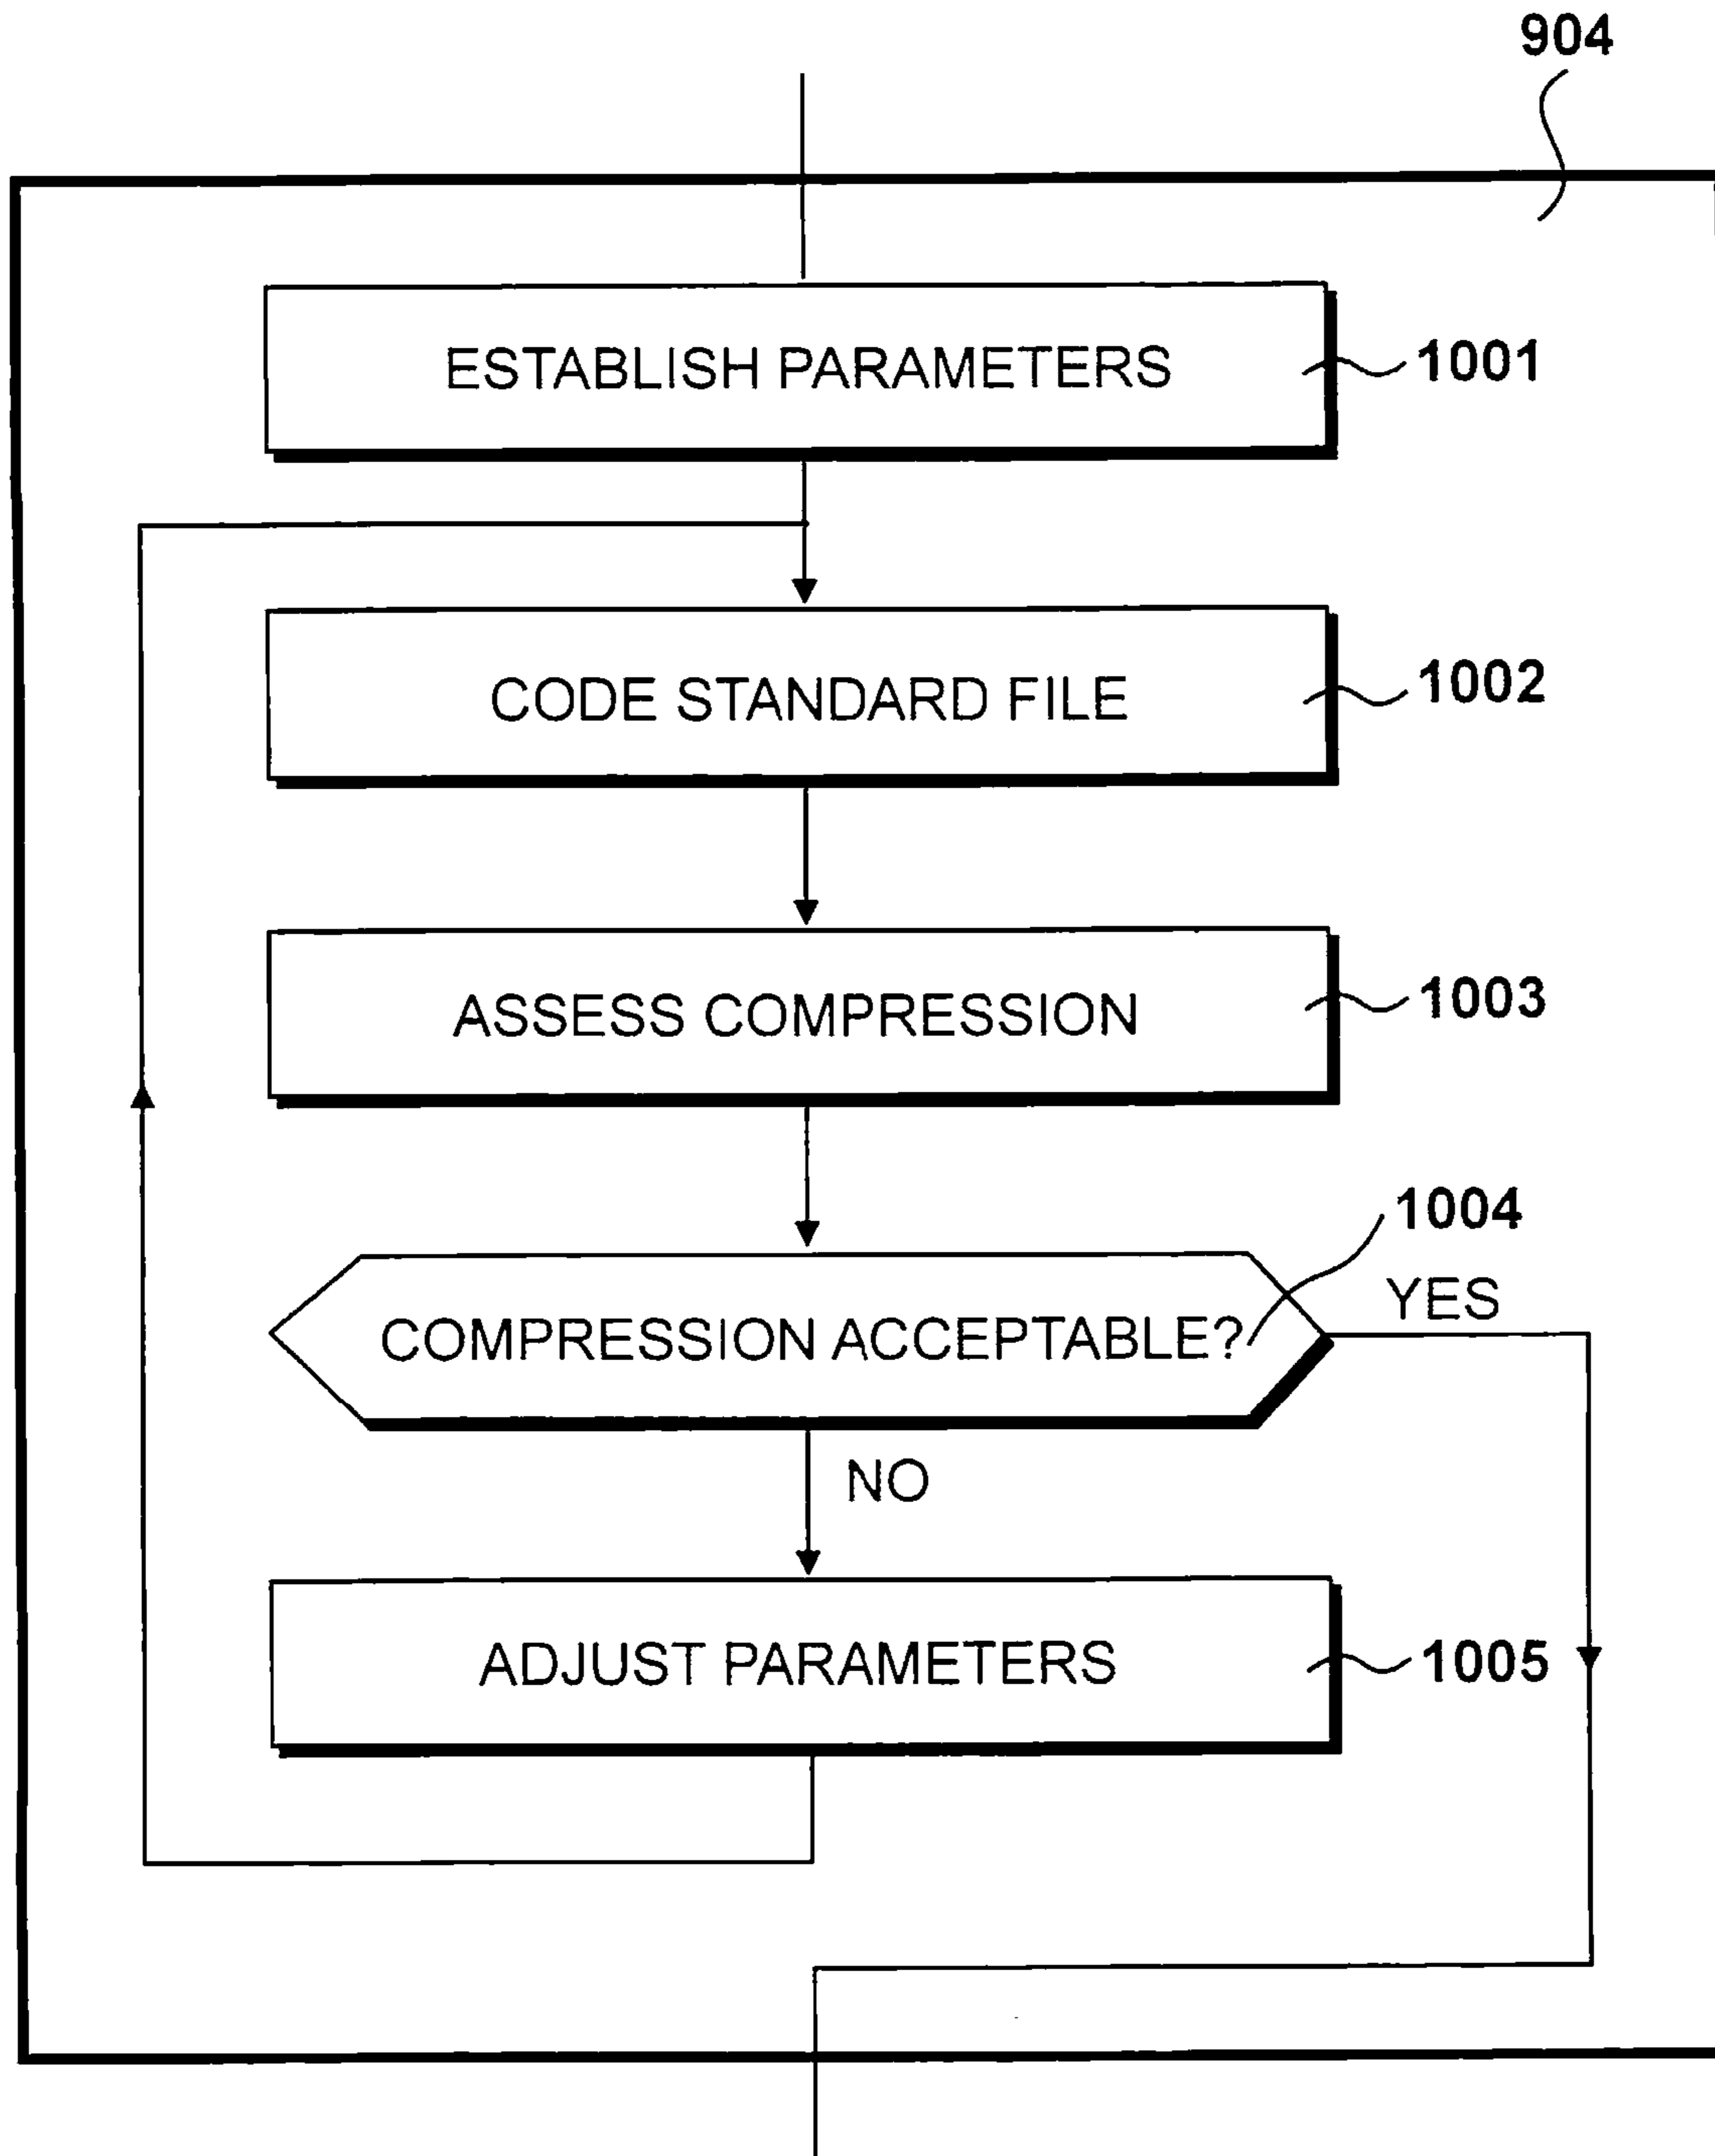 904
ESTABLISH PARAMETERS
1001
CODE STANDARD FILE
1002
ASSESS COMPRESSION
1003
1004
YES
COMPRESSION ACCEPTABLE?
NO
ADJUST PARAMETERS
1005